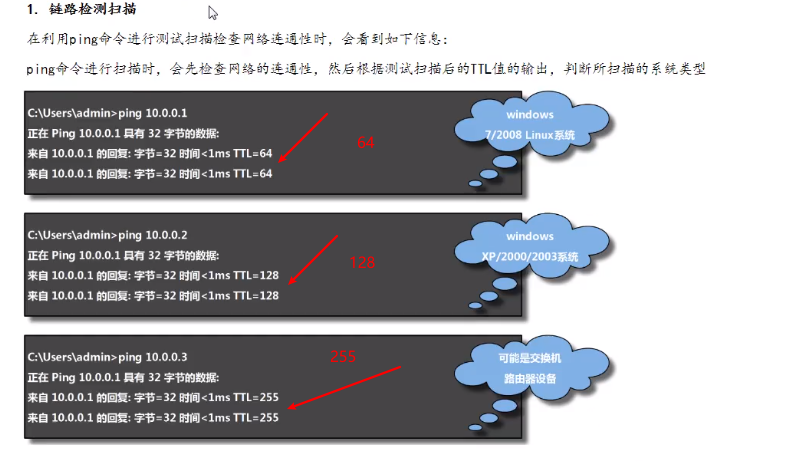 1. 链路检测扫描
在利用ping命令进行测试扫描检查网络连通性时，会看到如下信息：
ping命令进行扫描时，会先检查网络的连通性，然后根据测试扫描后的TTL值的输出，判断所扫描的系统类型
C:\Users\admin>ping 10.0.0.1
正在 Ping 10.0.0.1 具有 32 字节的数据:
来自 10.0.0.1 的回复: 字节=32 时间<1ms TTL=64
来自 10.0.0.1 的回复: 字节=32 时间<1ms TTL=64
64
windows
7/2008 Linux系统
C:\Users\admin>ping 10.0.0.2
正在 Ping 10.0.0.1 具有 32 字节的数据:
来自 10.0.0.1 的回复: 字节=32 时间<1ms TTL=128
来自 10.0.0.1 的回复: 字节=32 时间<1ms TTL=128
128
windows
XP/2000/2003系统
C:\Users\admin>ping 10.0.0.3
正在 Ping 10.0.0.1 具有 32 字节的数据:
来自 10.0.0.1 的回复: 字节=32 时间<1ms TTL=255
来自 10.0.0.1 的回复: 字节=32 时间<1ms TTL=255
255
可能是交换机
路由器设备